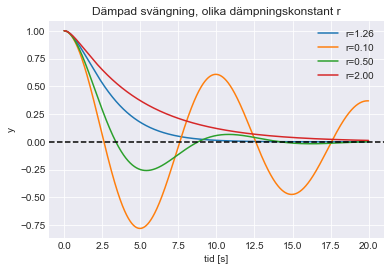 Dämpad svängning, olika dämpningskonstant r
1.00
0.75
0.50
0.25
0.00
−0.25
−0.50
−0.75
y
r=1.26
r=0.10
r=0.50
r=2.00
0.0 2.5 5.0 7.5 10.0 12.5 15.0 17.5 20.0
tid [s]